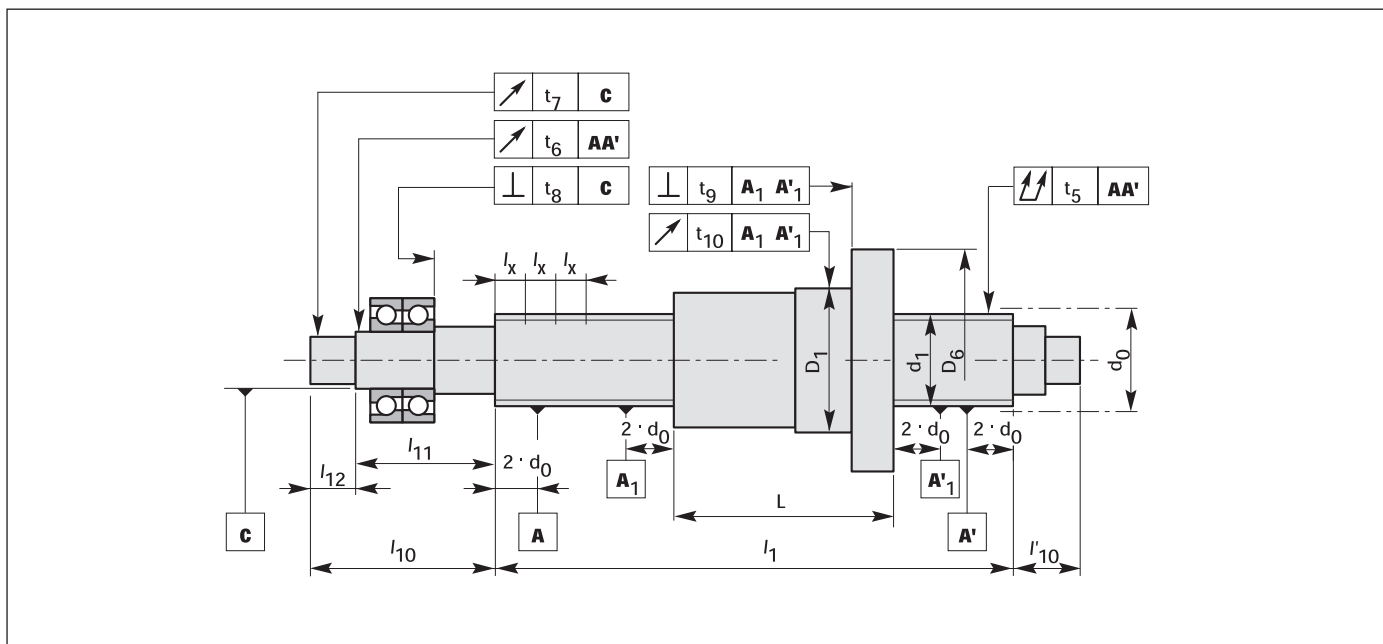 t₇ C
t₆ AA'
t₈ C
t₉ A₁ A'₁
t₁₀ A₁ A'₁
t₅ AA'
lₓ lₓ lₓ
D₁
d₁
D₆
d₀
2 · d₀
2 · d₀
2 · d₀
2 · d₀
l₁₁
l₁₂
A₁
A'₁
L
C
A
A'
l₁₀
l₁
l'₁₀